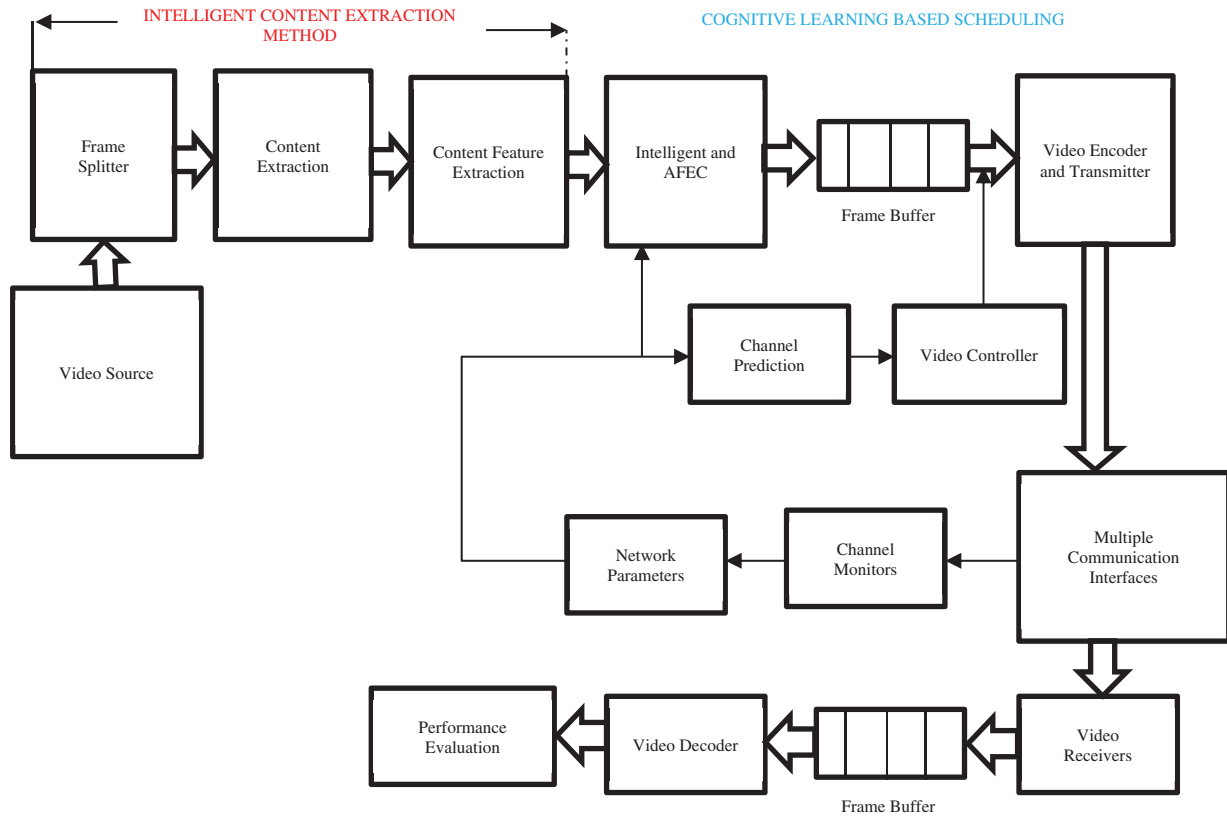 INTELLIGENT CONTENT EXTRACTION
METHOD
COGNITIVE LEARNING BASED SCHEDULING
Frame
Splitter
Content
Extraction
Content Feature
Extraction
Intelligent and
AFEC
Frame Buffer
Video Encoder
and Transmitter
Video Source
Channel
Prediction
Video Controller
Network
Parameters
Channel
Monitors
Multiple
Communication
Interfaces
Performance
Evaluation
Video Decoder
Frame Buffer
Video
Receivers